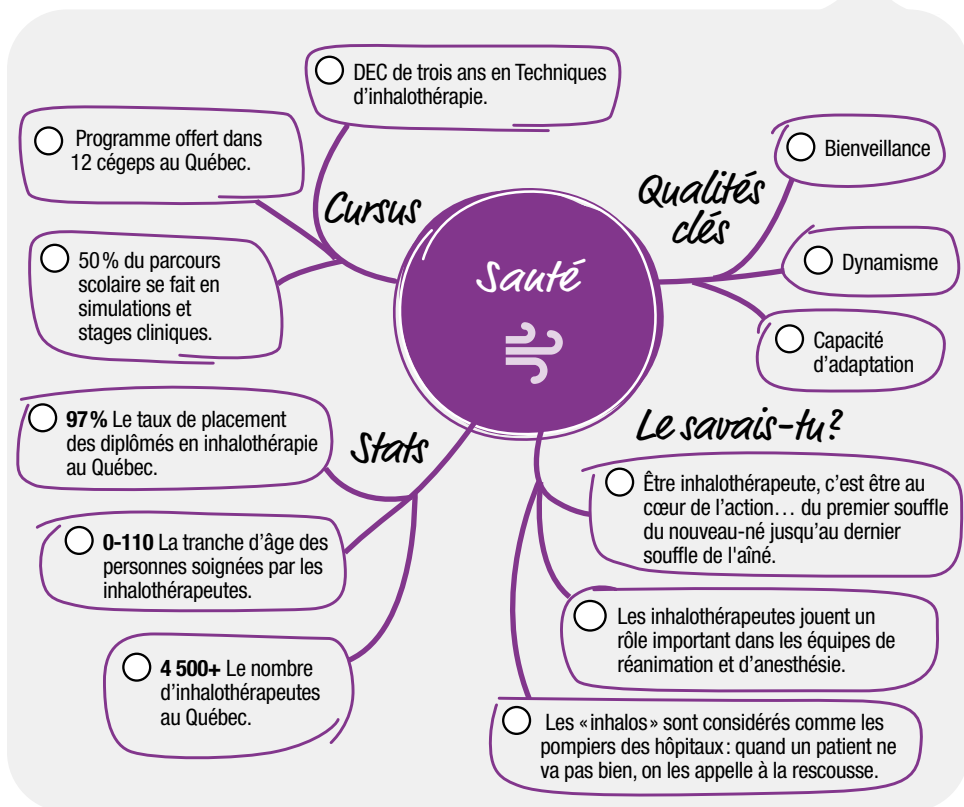 Santé
Cursus
DEC de trois ans en Techniques
d’inhalothérapie.
Programme offert dans
12 cégeps au Québec.
50 % du parcours
scolaire se fait en
simulations et
stages cliniques.
Qualités
clés
Bienveillance
Dynamisme
Capacité
d’adaptation
Stats
97% Le taux de placement
des diplômés en inhalothérapie
au Québec.
0-110 La tranche d’âge des
personnes soignées par les
inhalothérapeutes.
4 500+ Le nombre
d’inhalothérapeutes
au Québec.
Le savais-tu?
Être inhalothérapeute, c’est être au
cœur de l’action… du premier souffle
du nouveau-né jusqu’au dernier
souffle de l'aîné.
Les inhalothérapeutes jouent un
rôle important dans les équipes de
réanimation et d’anesthésie.
Les «inhalos» sont considérés comme les
pompiers des hôpitaux : quand un patient ne
va pas bien, on les appelle à la rescousse.